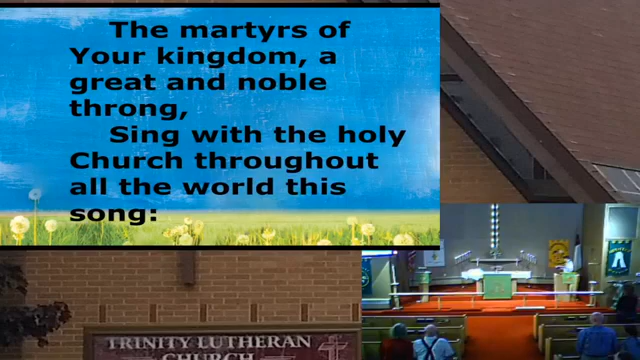 The martyrs of
Your kingdom, a
great and noble
throng,
Sing with the holy
Church throughout
all the world this
song:
TRINITY LUTHERAN
CHURCH